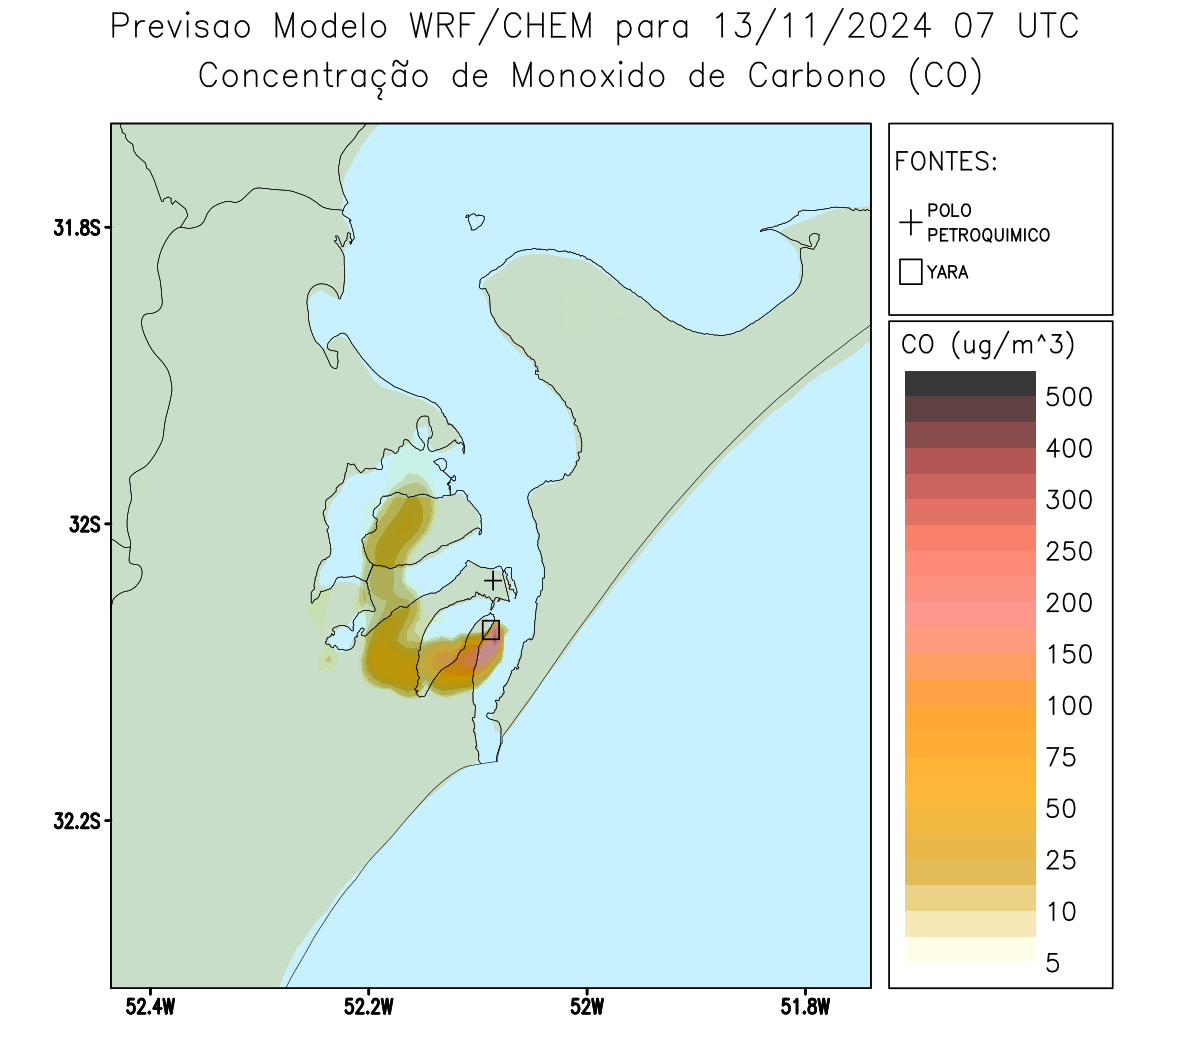 Previsao Modelo WRF/CHEM para 13/11/2024 07 UTC
Concentração de Monoxido de Carbono (CO)
FONTES:
POLO
PETROQUIMICO
YARA
CO (ug/m^3)
500
400
300
250
200
150
100
75
50
25
10
5
31.8S
32S
32.2S
52.4W
52.2W
52W
51.8W